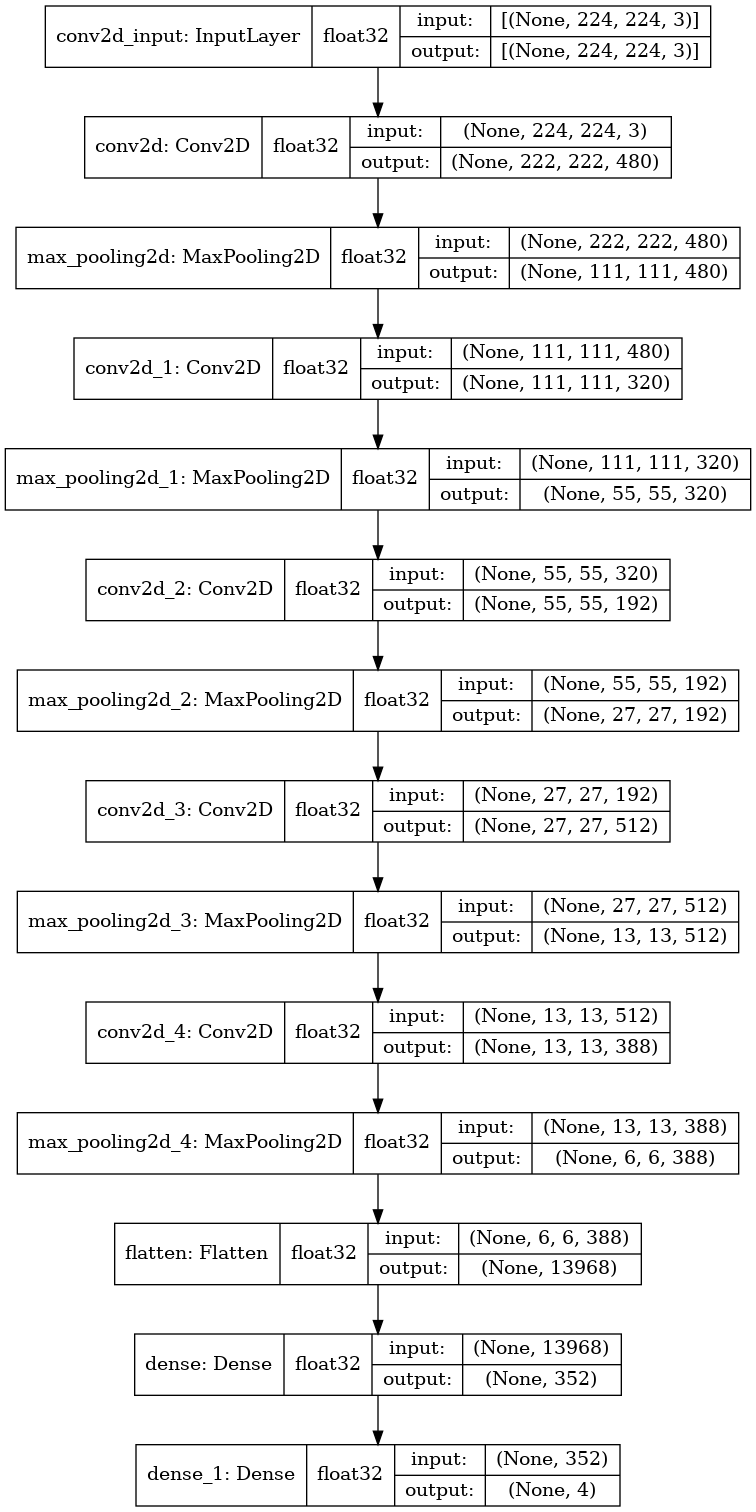 conv2d_input: InputLayer float32 input: [(None, 224, 224, 3)]
output: [(None, 224, 224, 3)]
conv2d: Conv2D float32 input: (None, 224, 224, 3)
output: (None, 222, 222, 480)
max_pooling2d: MaxPooling2D float32 input: (None, 222, 222, 480)
output: (None, 111, 111, 480)
conv2d_1: Conv2D float32 input: (None, 111, 111, 480)
output: (None, 111, 111, 320)
max_pooling2d_1: MaxPooling2D float32 input: (None, 111, 111, 320)
output: (None, 55, 55, 320)
conv2d_2: Conv2D float32 input: (None, 55, 55, 320)
output: (None, 55, 55, 192)
max_pooling2d_2: MaxPooling2D float32 input: (None, 55, 55, 192)
output: (None, 27, 27, 192)
conv2d_3: Conv2D float32 input: (None, 27, 27, 192)
output: (None, 27, 27, 512)
max_pooling2d_3: MaxPooling2D float32 input: (None, 27, 27, 512)
output: (None, 13, 13, 512)
conv2d_4: Conv2D float32 input: (None, 13, 13, 512)
output: (None, 13, 13, 388)
max_pooling2d_4: MaxPooling2D float32 input: (None, 13, 13, 388)
output: (None, 6, 6, 388)
flatten: Flatten float32 input: (None, 6, 6, 388)
output: (None, 13968)
dense: Dense float32 input: (None, 13968)
output: (None, 352)
dense_1: Dense float32 input: (None, 352)
output: (None, 4)